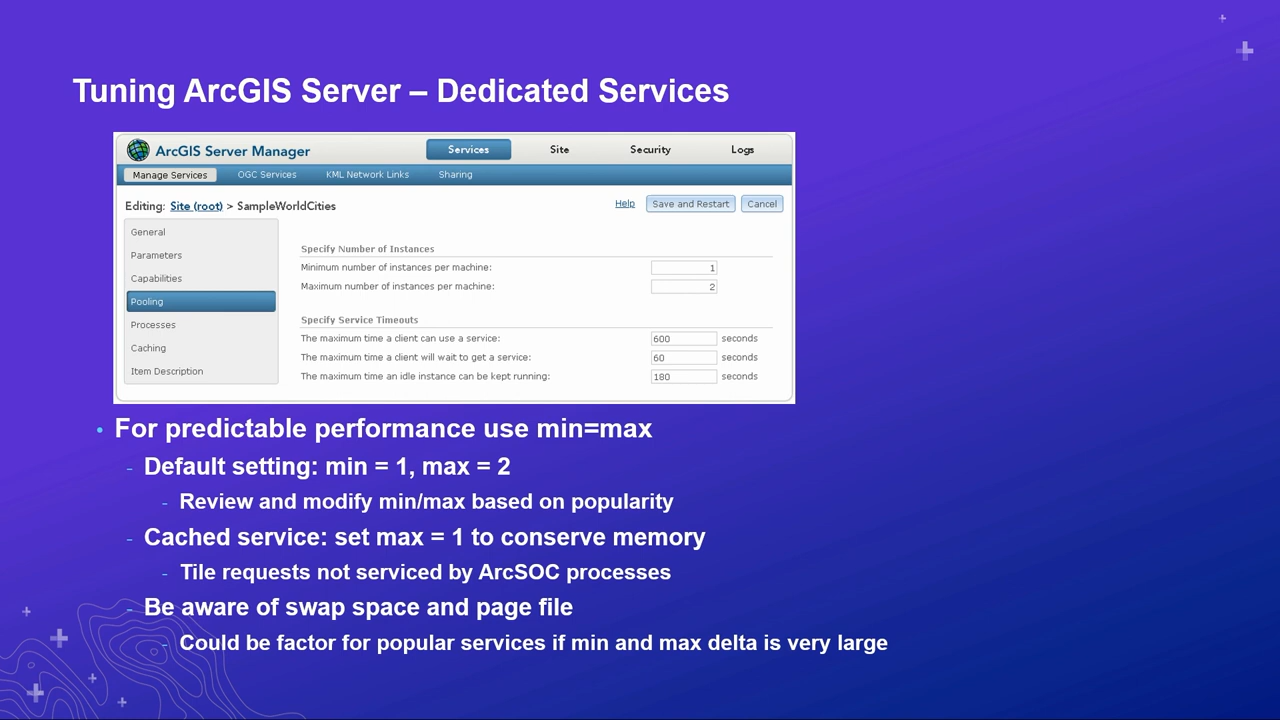 Tuning ArcGIS Server – Dedicated Services
ArcGIS Server Manager
Services Site Security Logs
Manage Services OGC Services KML Network Links Sharing
Editing: Site (root) > SampleWorldCities Help Save and Restart Cancel
General
Parameters
Capabilities
Pooling
Processes
Caching
Item Description
Specify Number of Instances
Minimum number of instances per machine: 1
Maximum number of instances per machine: 2
Specify Service Timeouts
The maximum time a client can use a service: 600 seconds
The maximum time a client will wait to get a service: 60 seconds
The maximum time an idle instance can be kept running: 180 seconds
• For predictable performance use min=max
- Default setting: min = 1, max = 2
- Review and modify min/max based on popularity
- Cached service: set max = 1 to conserve memory
- Tile requests not serviced by ArcSOC processes
- Be aware of swap space and page file
- Could be factor for popular services if min and max delta is very large